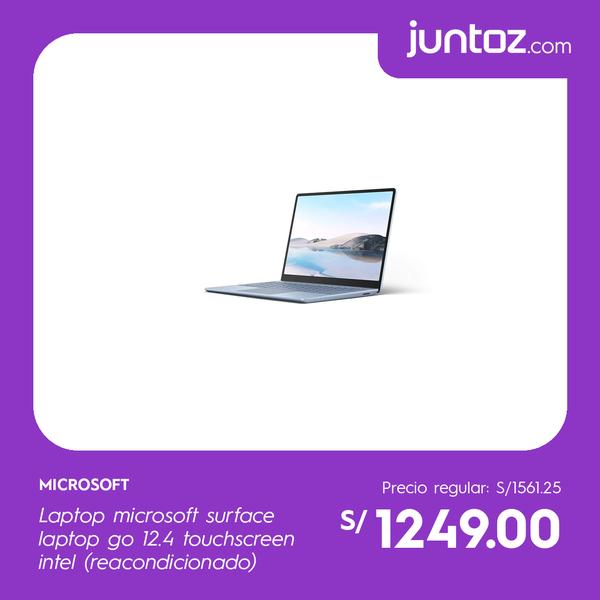 juntoz.com
MICROSOFT
Laptop microsoft surface
laptop go 12.4 touchscreen
intel (reacondicionado)
Precio regular: S/1561.25
S/1249.00